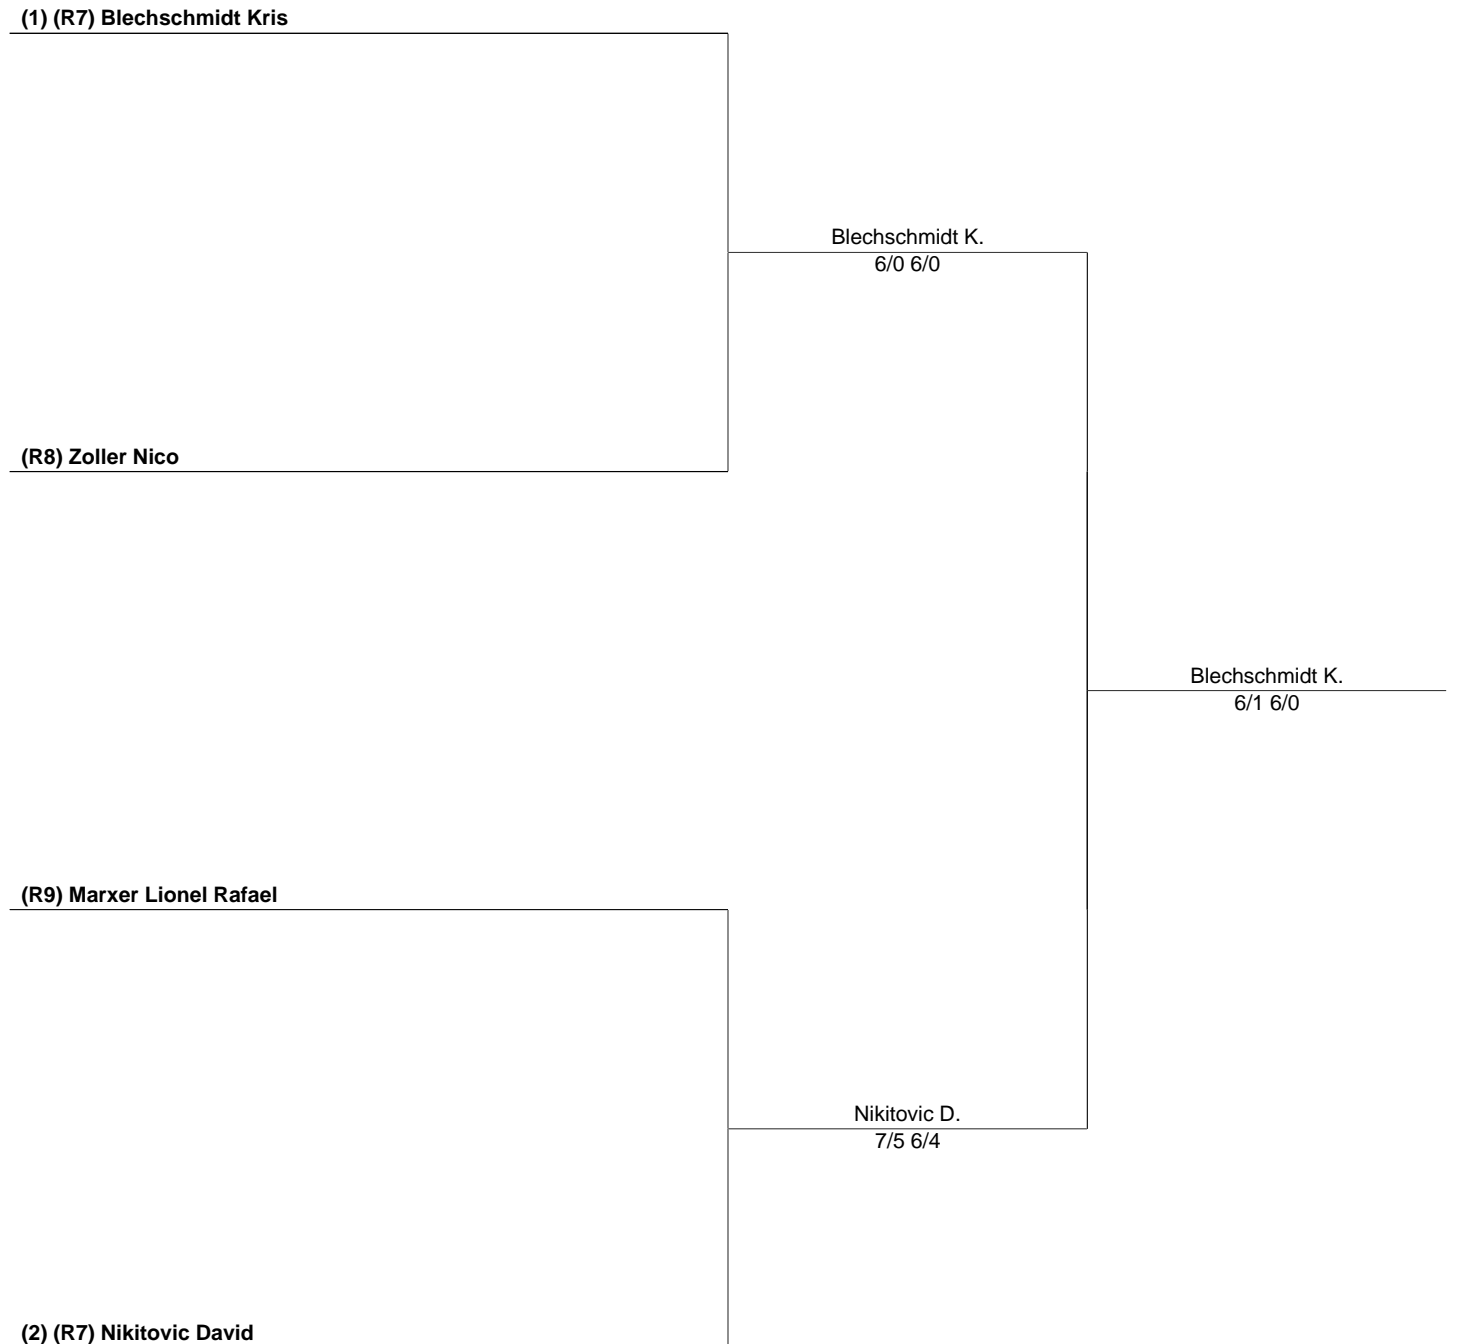 (1) (R7) Blechschmidt Kris
Blechschmidt K.
6/0 6/0
(R8) Zoller Nico
Blechschmidt K.
6/1 6/0
(R9) Marxer Lionel Rafael
Nikitovic D.
7/5 6/4
(2) (R7) Nikitovic David